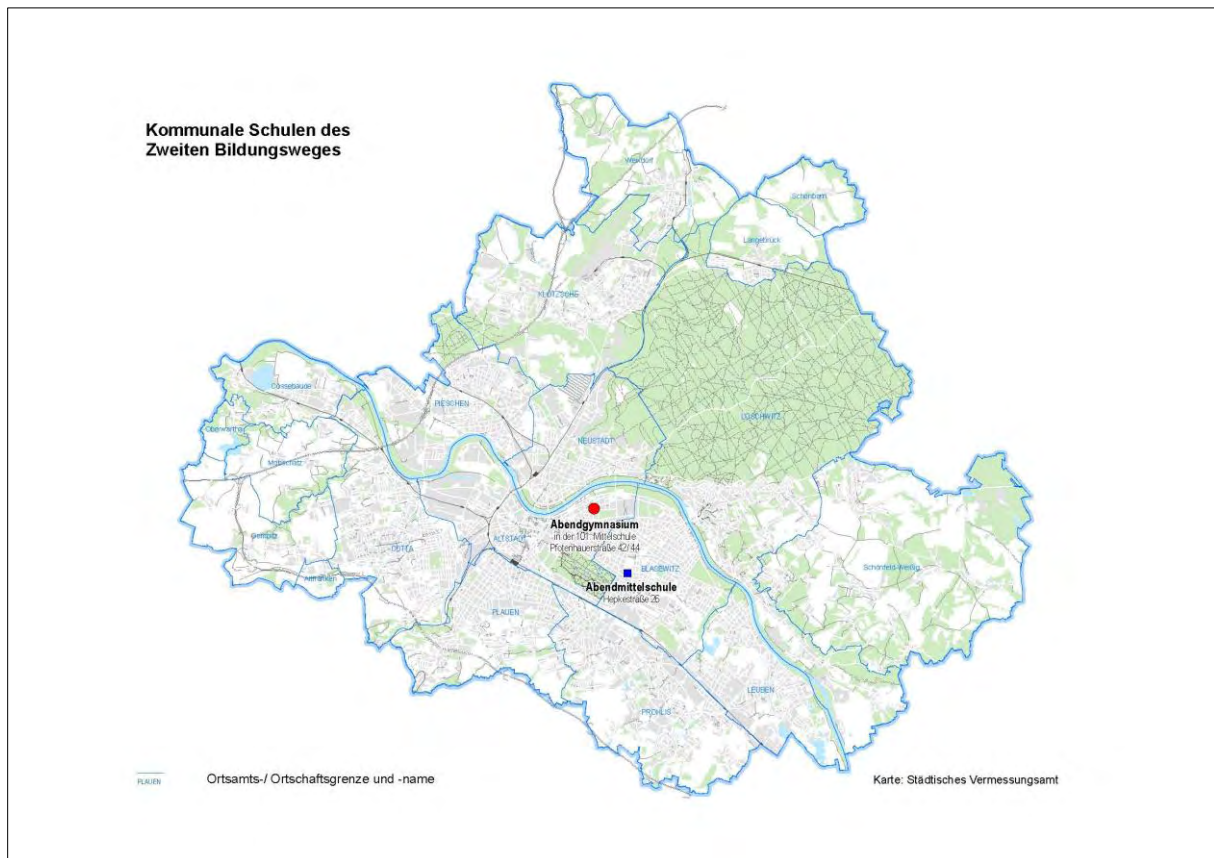 Kommunale Schulen des
Zweiten Bildungsweges
Weixdorf
Schönborn
Langebrück
KLOTZSCHE
Cossebaude
PIESCHEN
LOSCHWITZ
Oberwartha
NEUSTADT
Mobschatz
Abendgymnasium
in der 101. Mittelschule
Pfotenhauerstraße 42/ 44
ALTSTADT
Gompitz
COTTA
BLASEWITZ
Schönfeld-Weißig
Altfranken
Abendmittelschule
Hepkestraße 26
PLAUEN
LEUBEN
PROHLIS
PLAUEN
Ortsamts-/ Ortschaftsgrenze und -name
Karte: Städtisches Vermessungsamt